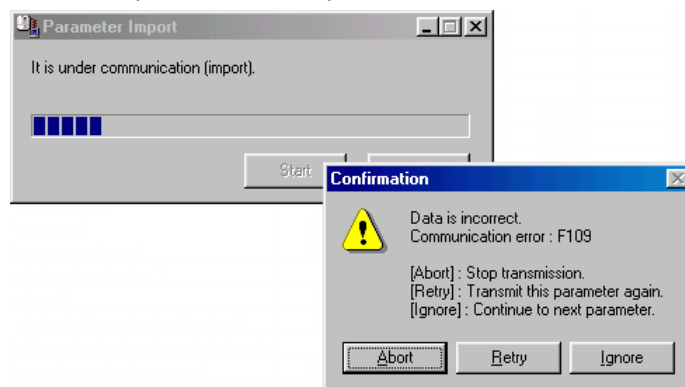 Parameter Import
It is under communication (import).
Start
Confirmation
Data is incorrect.
Communication error : F109
[Abort] : Stop transmission.
[Retry] : Transmit this parameter again.
[Ignore] : Continue to next parameter.
Abort
Retry
Ignore